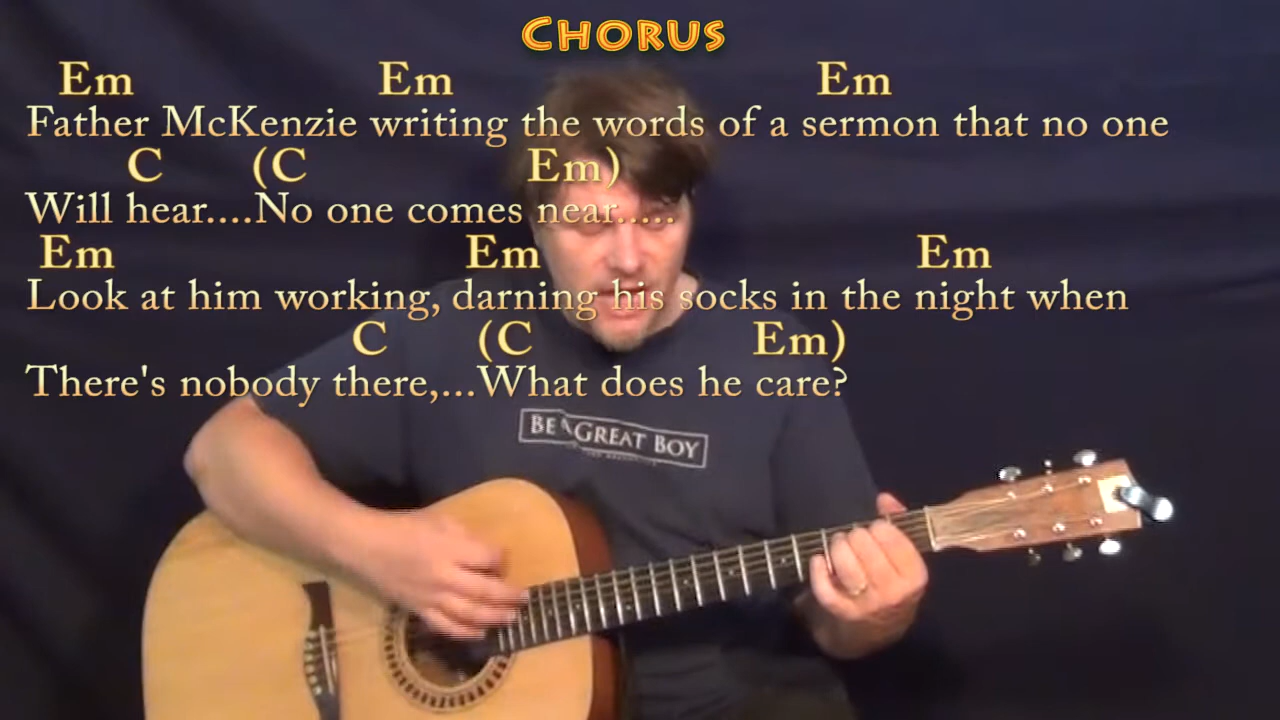 CHORUS
Em Em Em
Father McKenzie writing the words of a sermon that no one
C (C Em)
Will hear....No one comes near.....
Em Em Em
Look at him working, darning his socks in the night when
C (C Em)
There's nobody there,...What does he care?
BE A GREAT BOY